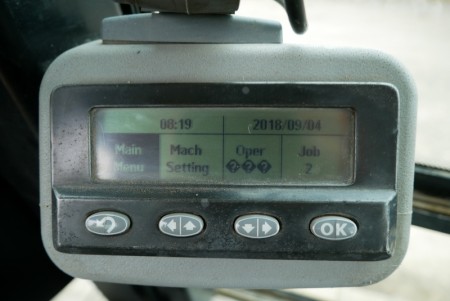 08:19 2018/09/04
Main Mach Oper Job
Menu Setting ��� 2
OK